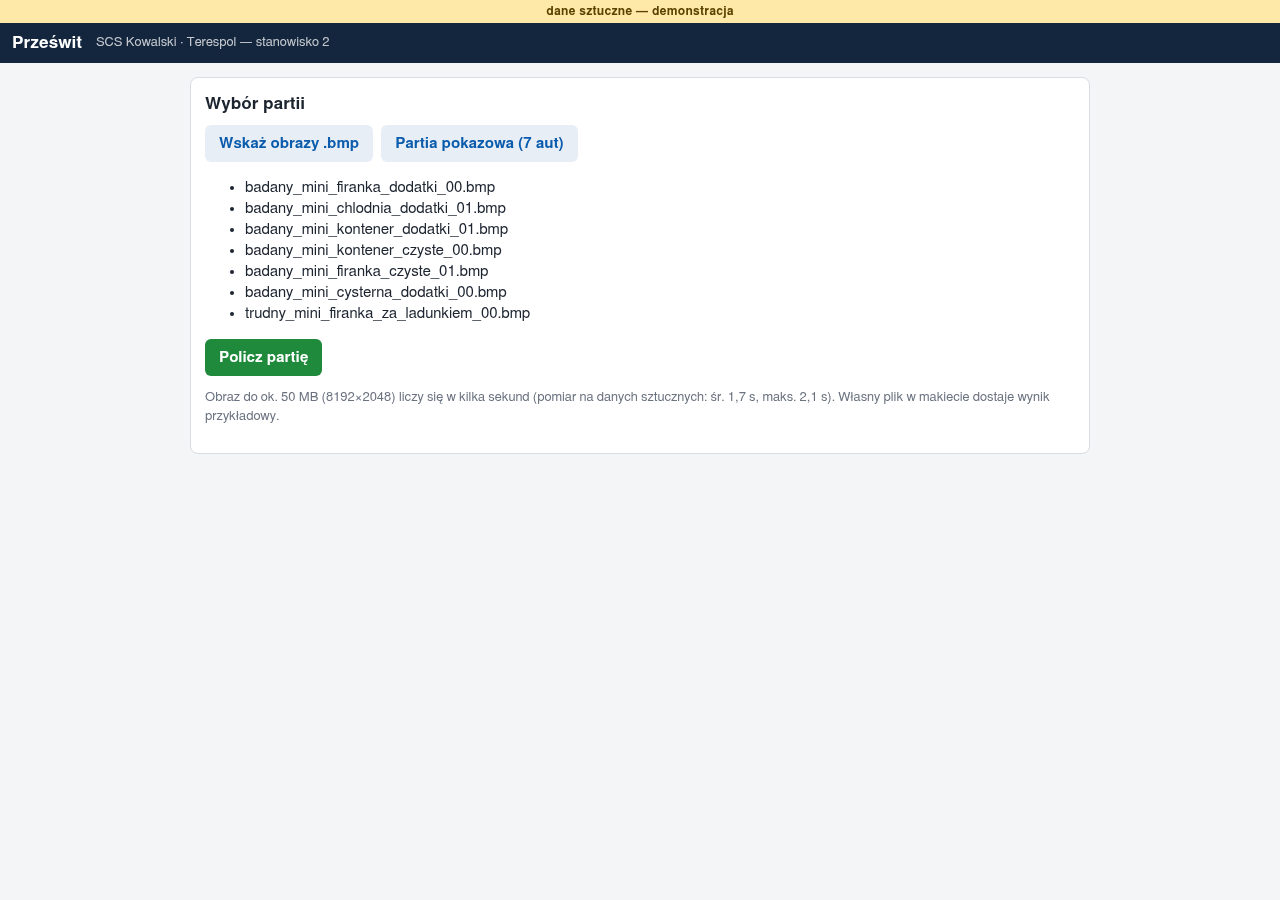 dane sztuczne — demonstracja
Prześwit SCS Kowalski · Terespol — stanowisko 2
Wybór partii
Wskaż obrazy .bmp Partia pokazowa (7 aut)
• badany_mini_firanka_dodatki_00.bmp
• badany_mini_chlodnia_dodatki_01.bmp
• badany_mini_kontener_dodatki_01.bmp
• badany_mini_kontener_czyste_00.bmp
• badany_mini_firanka_czyste_01.bmp
• badany_mini_cysterna_dodatki_00.bmp
• trudny_mini_firanka_za_ladunkiem_00.bmp
Policz partię
Obraz do ok. 50 MB (8192×2048) liczy się w kilka sekund (pomiar na danych sztucznych: śr. 1,7 s, maks. 2,1 s). Własny plik w makiecie dostaje wynik
przykładowy.